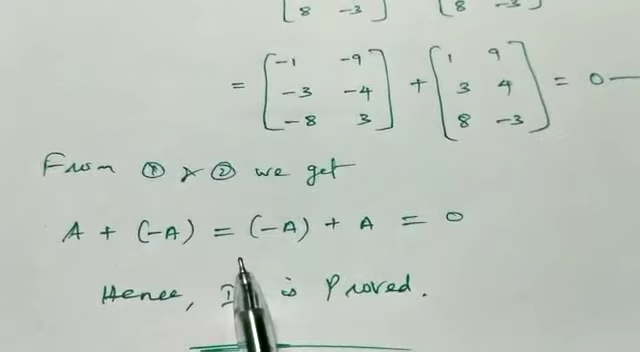 [8 -3] [8 -3]
= [-1 -9] + [1 9] = 0
[-3 -4] [3 4]
[-8 3] [8 -3]
From ① & ② we get
A + (-A) = (-A) + A = 0
Hence, is Proved.